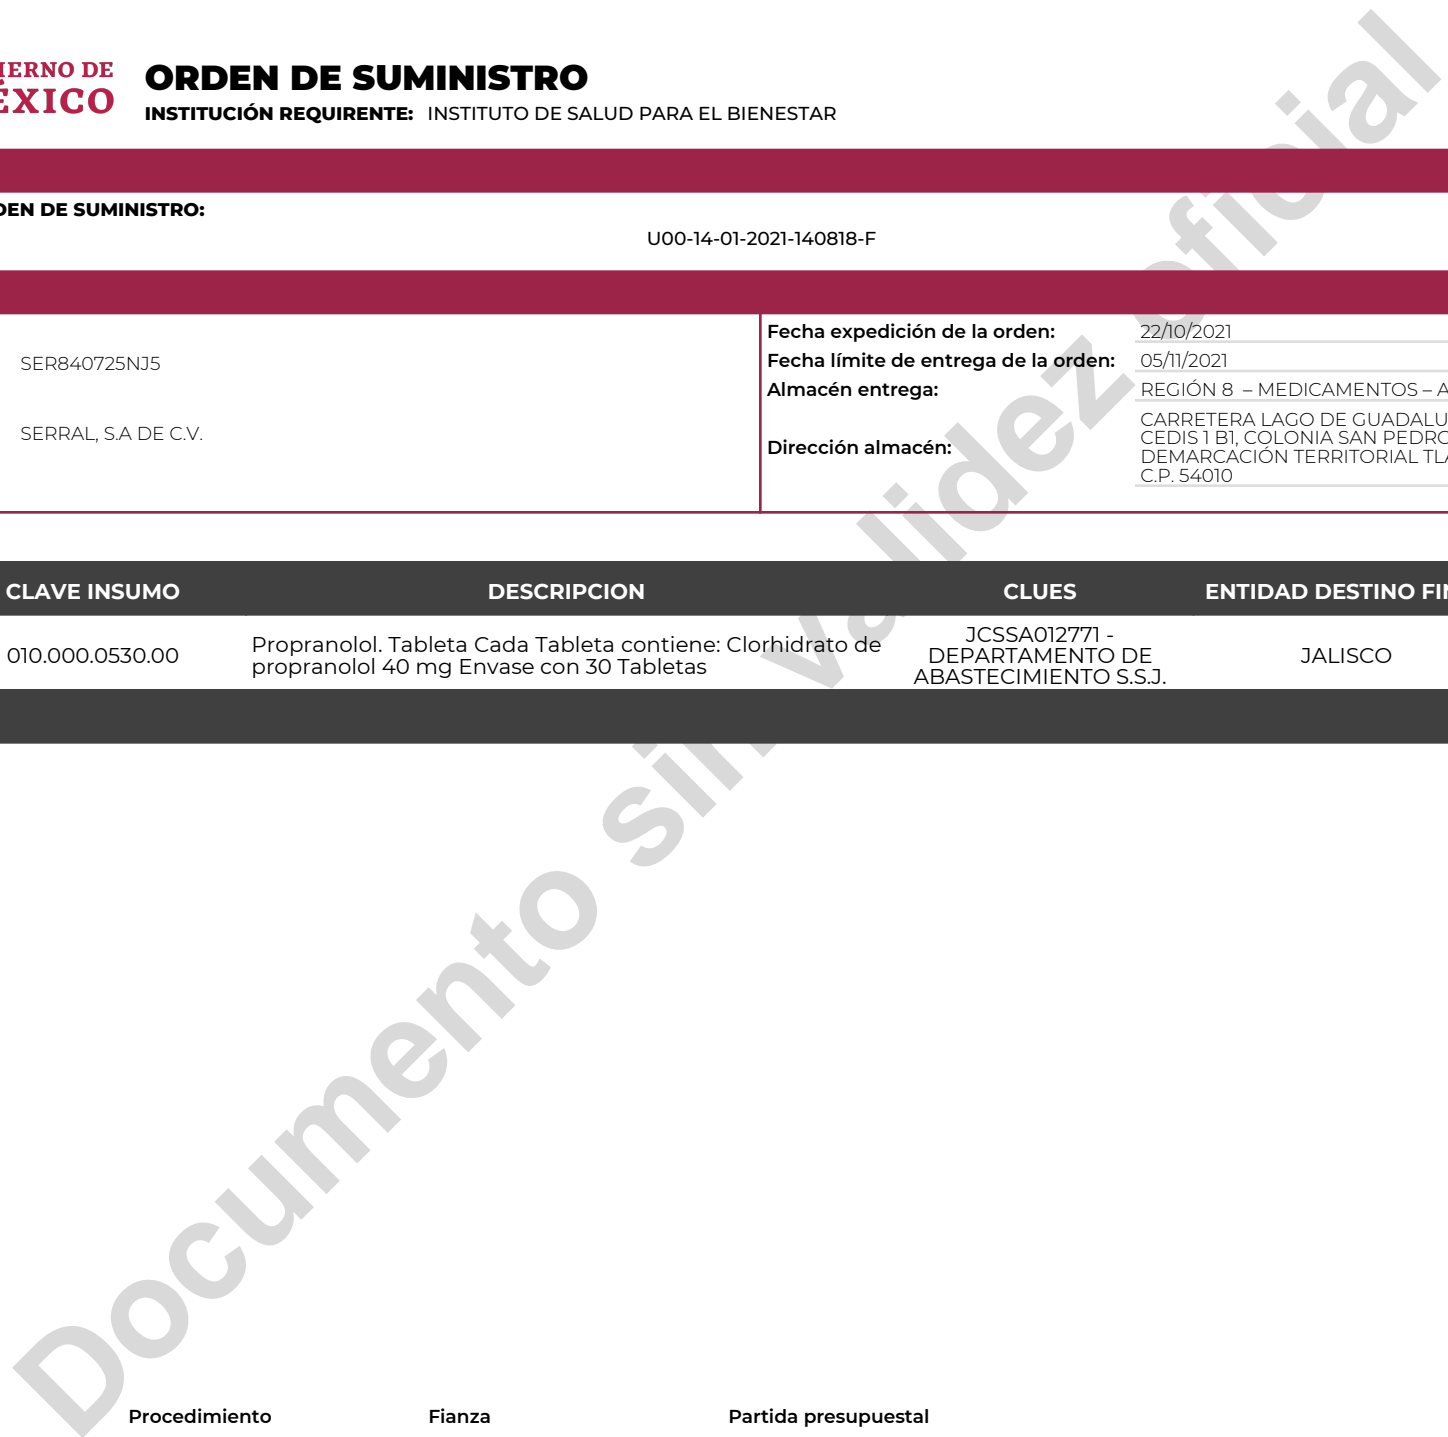 IERNO DE
ÉXICO
ORDEN DE SUMINISTRO
INSTITUCIÓN REQUIRENTE: INSTITUTO DE SALUD PARA EL BIENESTAR
DEN DE SUMINISTRO:
U00-14-01-2021-140818-F
SER840725NJ5
SERRAL, S.A DE C.V.
Fecha expedición de la orden: 22/10/2021
Fecha límite de entrega de la orden: 05/11/2021
Almacén entrega: REGIÓN 8 – MEDICAMENTOS – A
Dirección almacén: CARRETERA LAGO DE GUADALU
CEDIS 1 B1, COLONIA SAN PEDRO
DEMARCACIÓN TERRITORIAL TLA
C.P. 54010
CLAVE INSUMO DESCRIPCION CLUES ENTIDAD DESTINO FIN
010.000.0530.00
Propranolol. Tableta Cada Tableta contiene: Clorhidrato de
propranolol 40 mg Envase con 30 Tabletas
JCSSA012771 -
DEPARTAMENTO DE
ABASTECIMIENTO S.S.J.
JALISCO
Documento sin validez oficial
Procedimiento Fianza Partida presupuestal